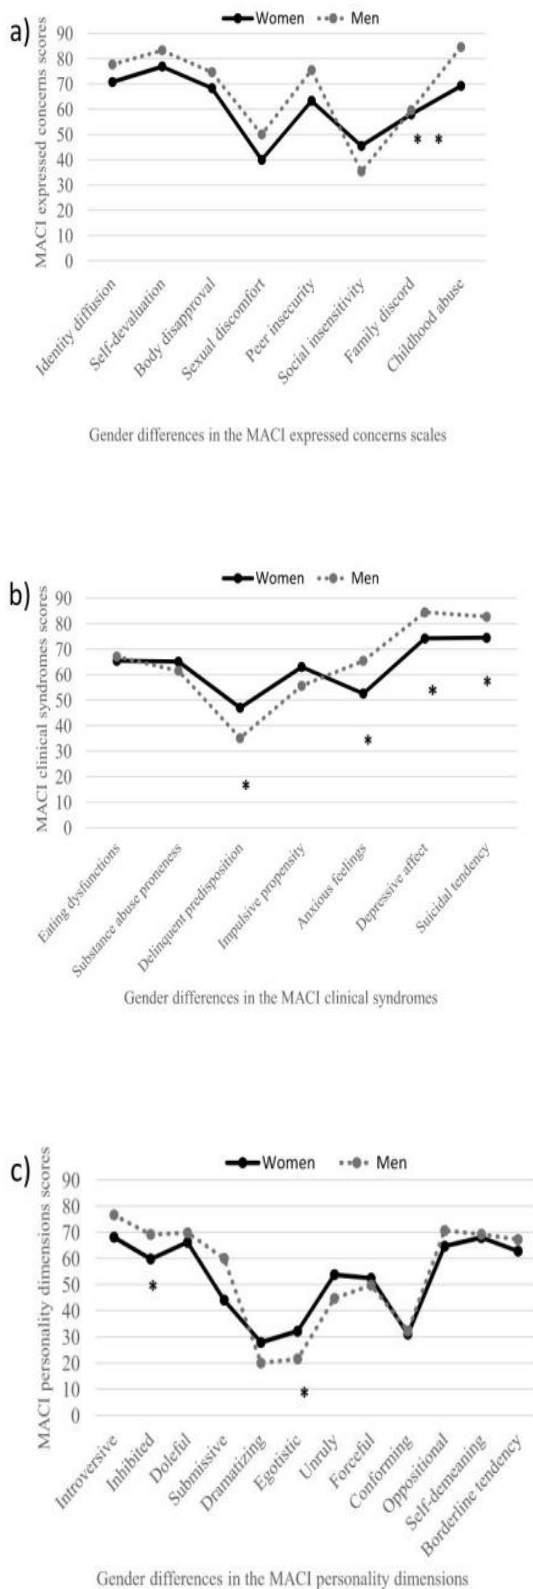 a)
Women Men
MACI expressed concerns scores
90
80
70
60
50
40
30
20
10
0
* *
Identity diffusion
Self-devaluation
Body disapproval
Sexual discomfort
Peer insecurity
Social insensitivity
Family discord
Childhood abuse
Gender differences in the MACI expressed concerns scales
b)
Women Men
MACI clinical syndromes scores
90
80
70
60
50
40
30
20
10
0
*
*
*
*
Eating dysfunctions
Substance abuse proneness
Delinquent predisposition
Impulsive propensity
Anxious feelings
Depressive affect
Suicidal tendency
Gender differences in the MACI clinical syndromes
c)
Women Men
MACI personality dimensions scores
90
80
70
60
50
40
30
20
10
0
*
*
Introversive
Inhibited
Doleful
Submissive
Dramatizing
Egotistic
Unruly
Forceful
Conforming
Oppositional
Self-demeaning
Borderline tendency
Gender differences in the MACI personality dimensions